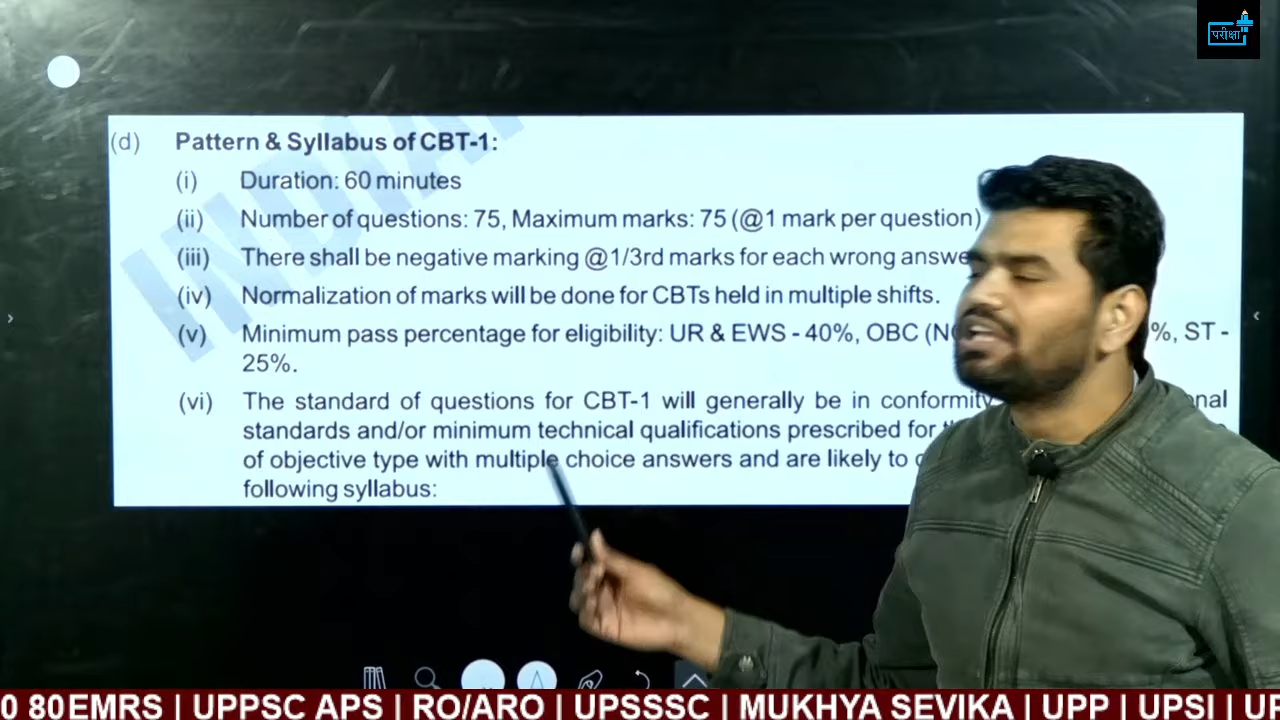 परीक्षा
(d) Pattern & Syllabus of CBT-1:
(i) Duration: 60 minutes
(ii) Number of questions: 75, Maximum marks: 75 (@1 mark per question)
(iii) There shall be negative marking @1/3rd marks for each wrong answe
(iv) Normalization of marks will be done for CBTs held in multiple shifts.
(v) Minimum pass percentage for eligibility: UR & EWS - 40%, OBC (N %, ST -
25%.
(vi) The standard of questions for CBT-1 will generally be in conformity onal
standards and/or minimum technical qualifications prescribed for
of objective type with multiple choice answers and are likely to
following syllabus:
INDIA
0 80 EMRS | UPPSC APS | RO/ARO | UPSSSC | MUKHYA SEVIKA | UPP | UPSI | UP